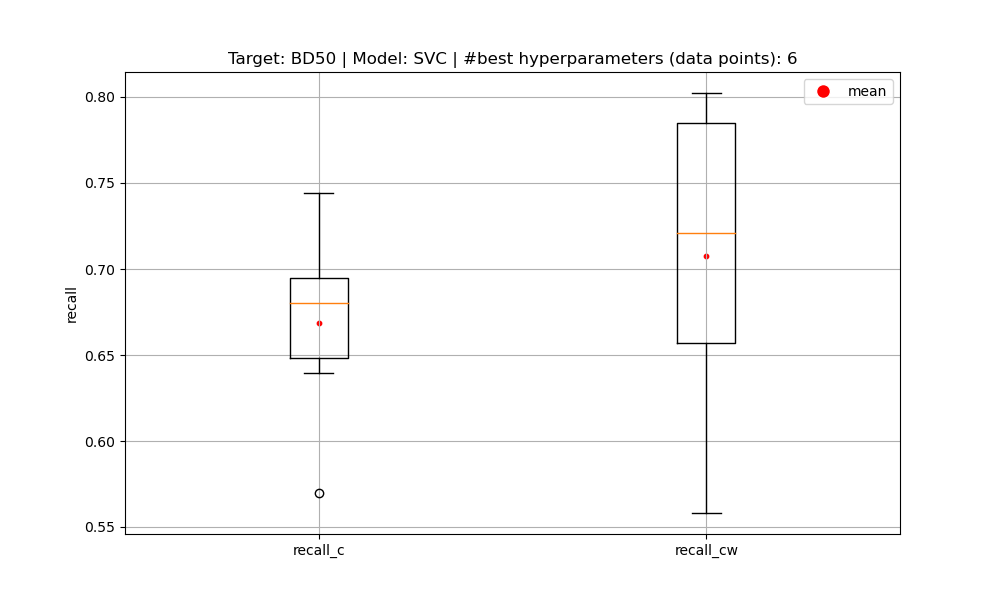 Target: BD50 | Model: SVC | #best hyperparameters (data points): 6
mean
recall
0.80
0.75
0.70
0.65
0.60
0.55
recall_c
recall_cw